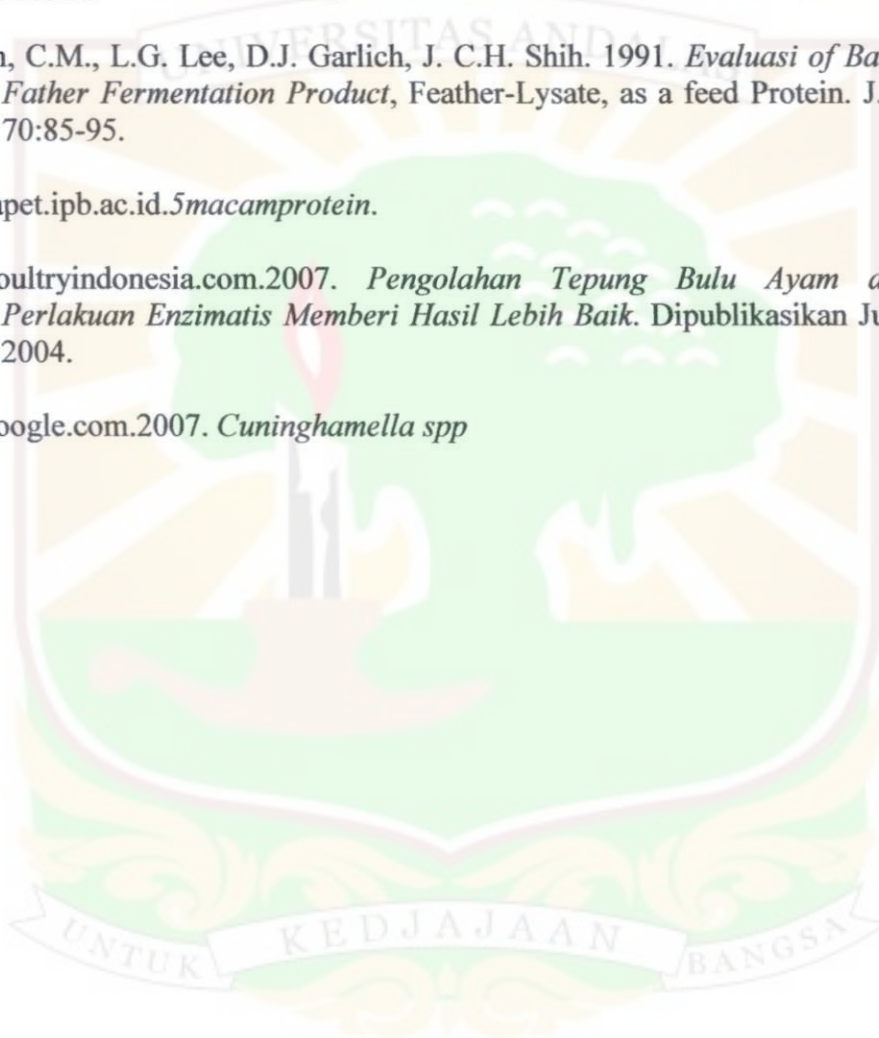 UNIVERSITAS ANDALAS
C.M., L.G. Lee, D.J. Garlich, J. C.H. Shih. 1991. Evaluasi of
Father Fermentation Product, Feather-Lysate, as a feed Protein. J.
70:85-95.
pet.ipb.ac.id.5macamprotein.
oultryindonesia.com.2007. Pengolahan Tepung Bulu Ayam
Perlakuan Enzimatis Memberi Hasil Lebih Baik. Dipublikasikan
2004.
oogle.com.2007. Cuninghamella spp
UNTUK KEDJAJAAN BANGSA